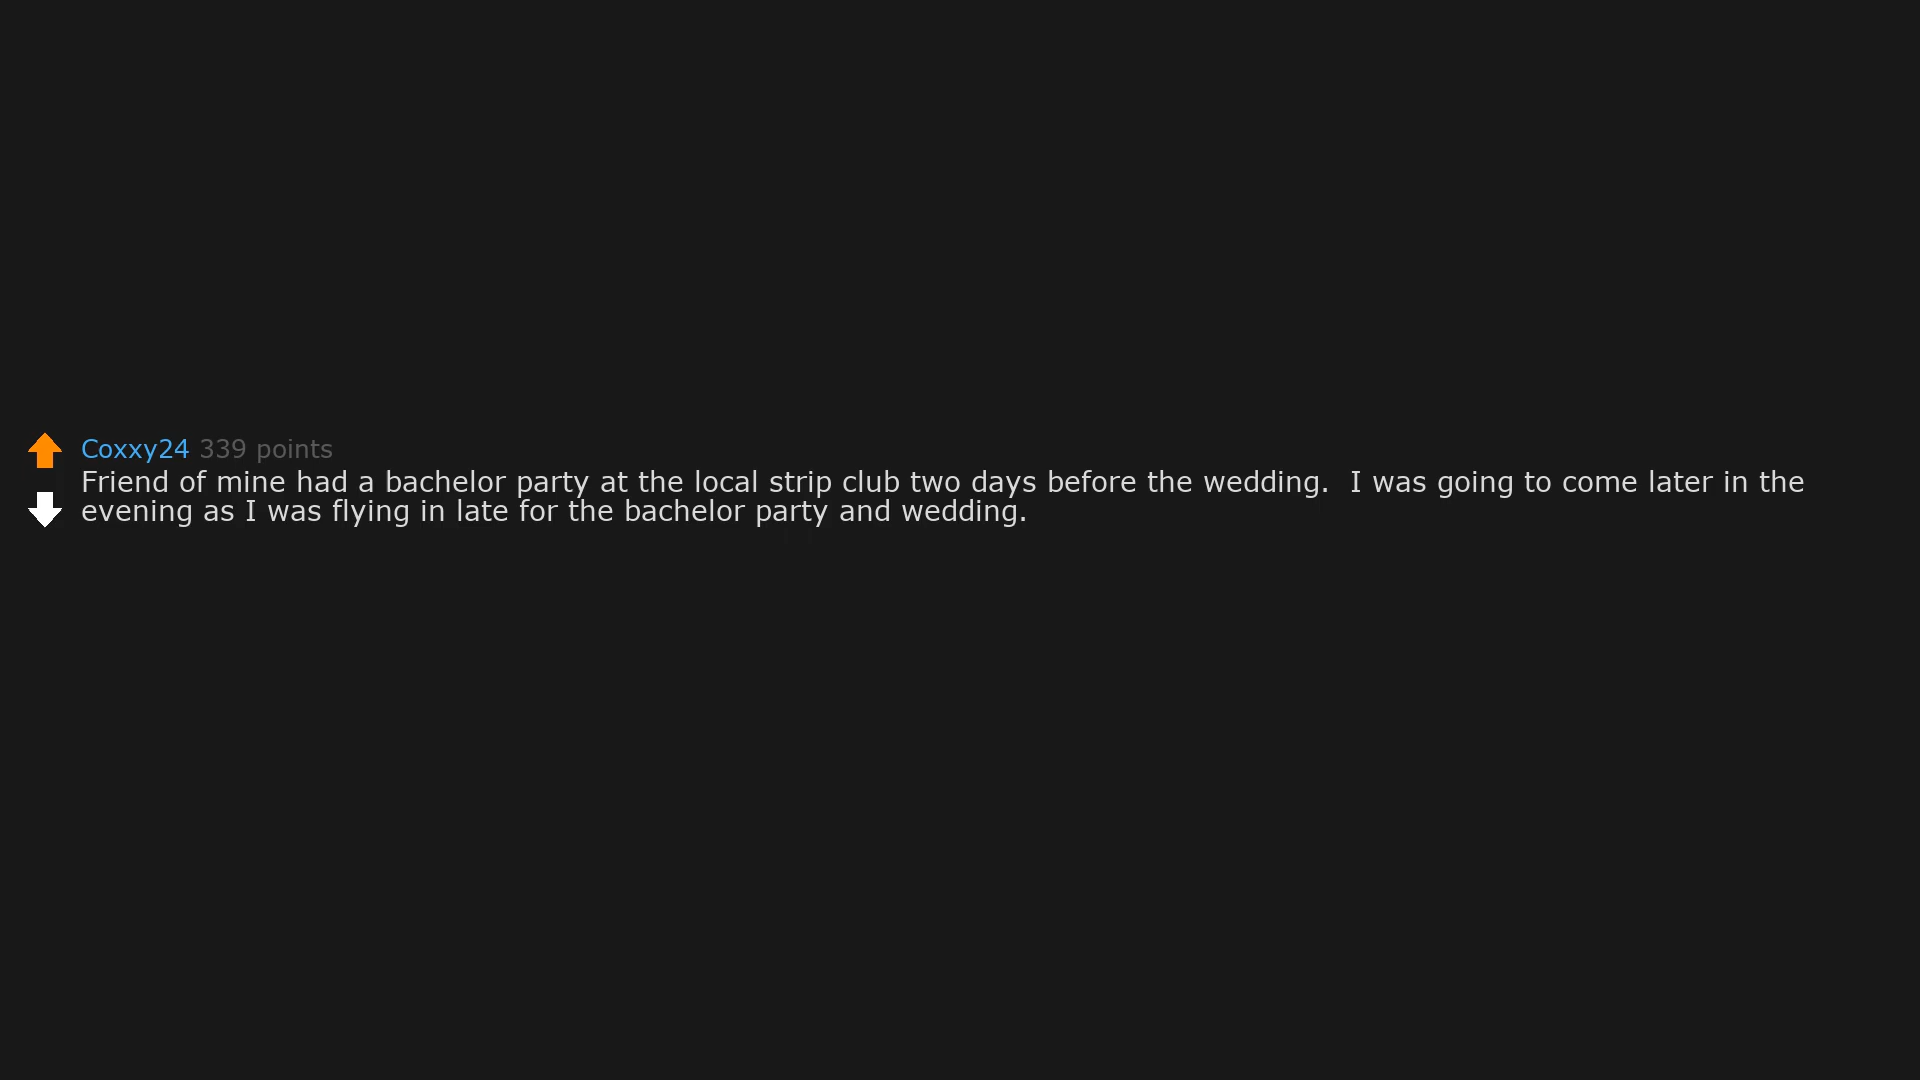 Coxxy24 339 points
Friend of mine had a bachelor party at the local strip club two days before the wedding.  I was going to come later in the
evening as I was flying in late for the bachelor party and wedding.